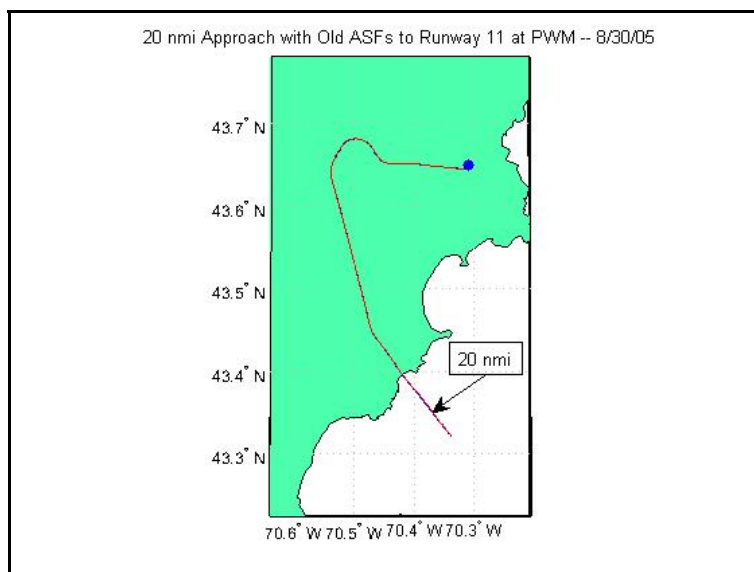 20 nmi Approach with Old ASFs to Runway 11 at PWM -- 8/30/05
43.7° N
43.6° N
43.5° N
20 nmi
43.4° N
43.3° N
70.6° W 70.5° W 70.4° W 70.3° W